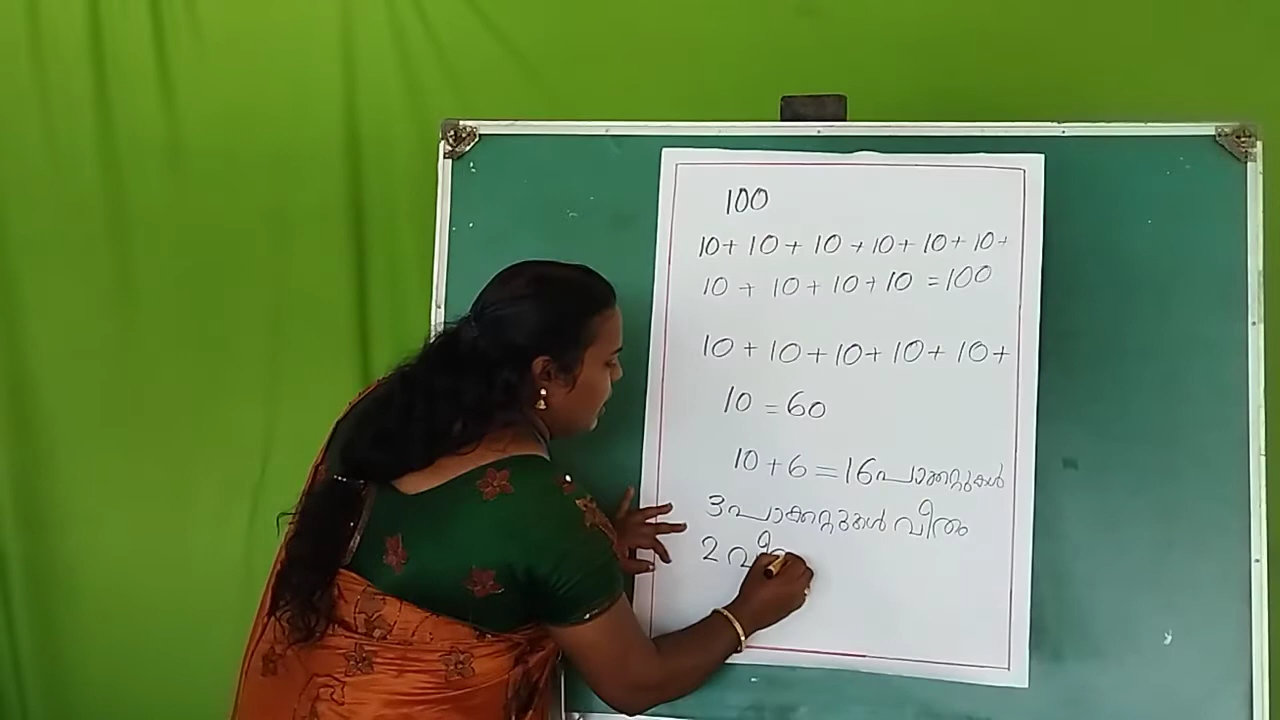 100
10+ 10 + 10 + 10+ 10+ 10+
10 + 10 + 10+ 10 = 100
10 + 10 + 10+ 10+ 10+
10 = 60
10 + 6 = 16 പാക്കറ്റുകൾ
3 പാക്കറ്റുകൾ വീതം
2